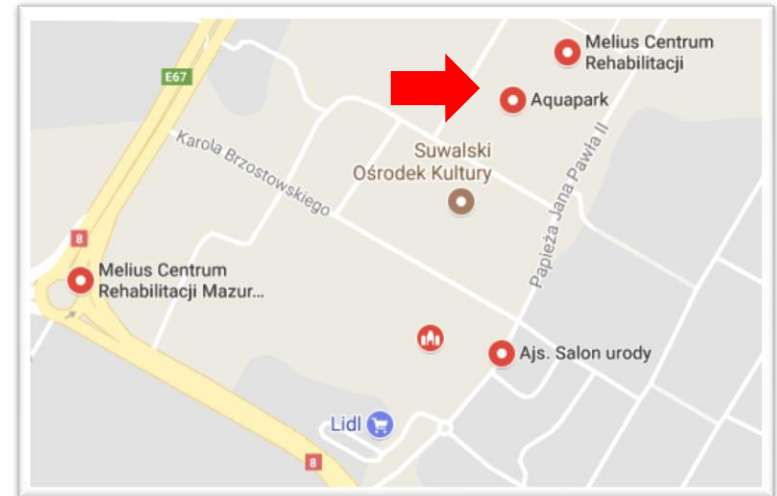 Melius Centrum
Rehabilitacji
E67
Aquapark
Karola Brzostowskiego
Suwalski
Ośrodek Kultury
Papieża Jana Pawła II
8
Melius Centrum
Rehabilitacji Mazur...
Ajs. Salon urody
Lidl
8